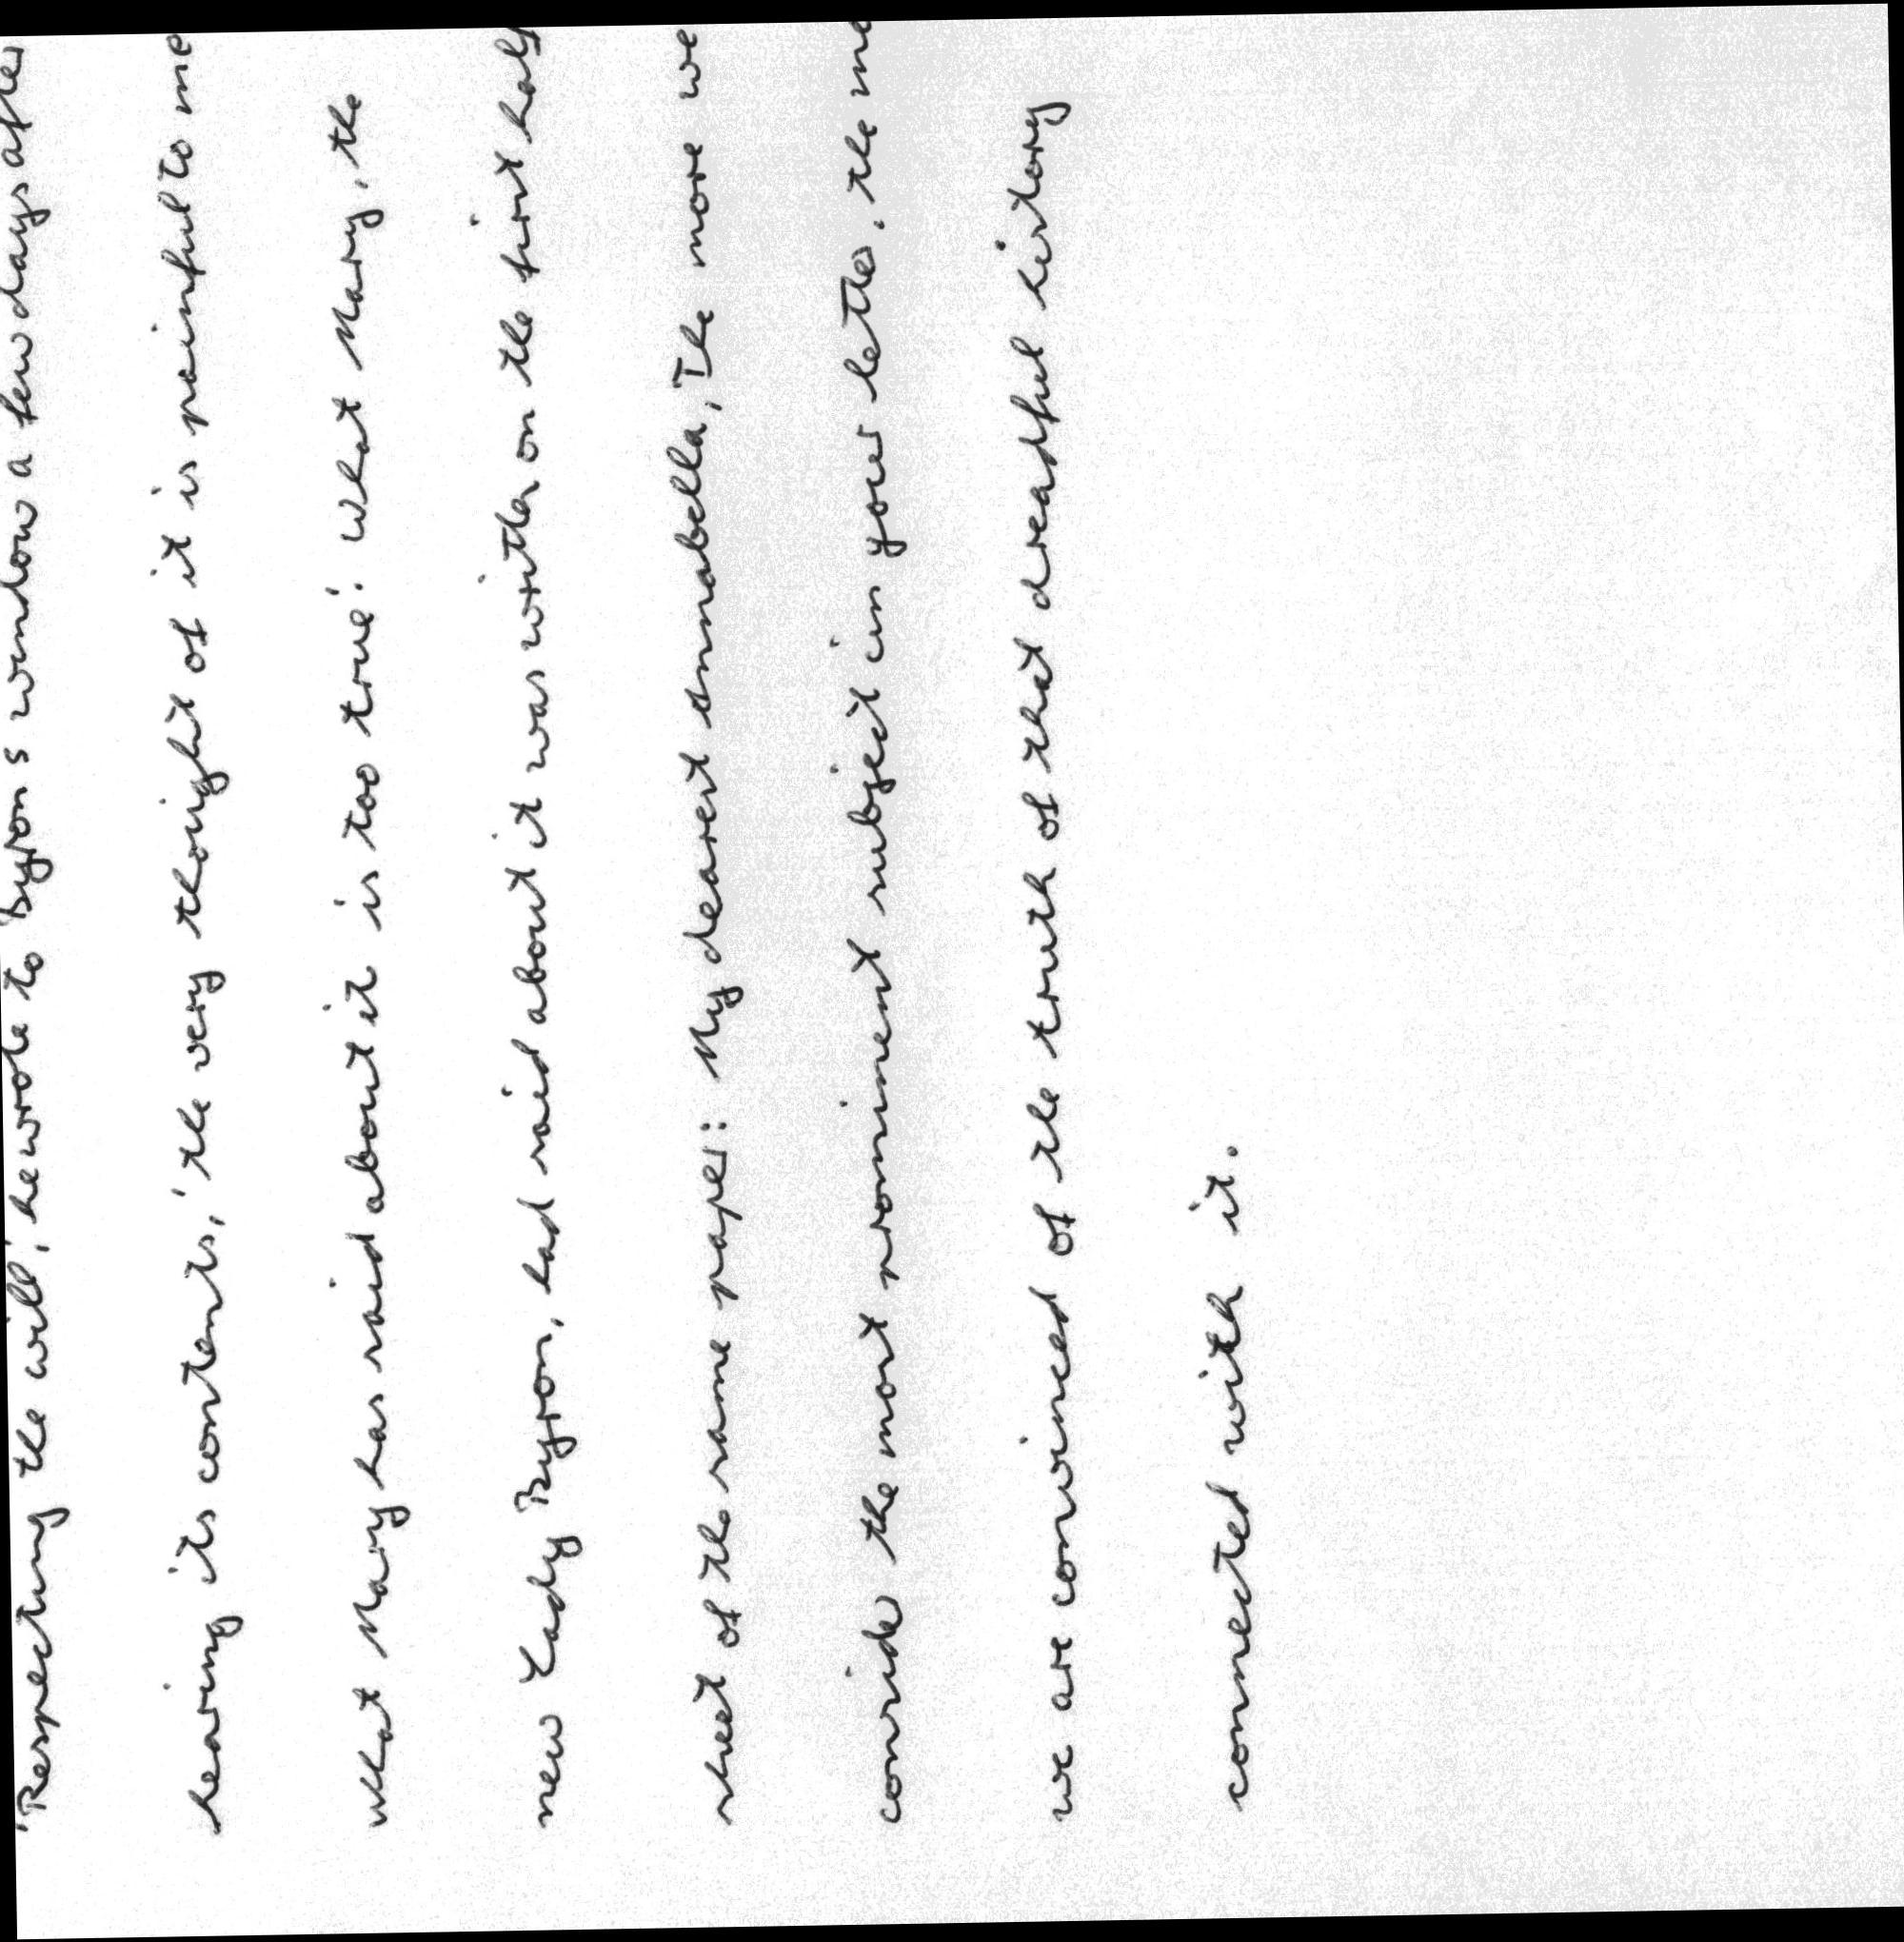 'Respecting the will,' he wrote to Byron's window a few days after
hearing its contents, 'the very thought of it is painful to me
what Mary has said about it is too true'. What Mary, the
new Lady Byron, had said about it was written on the first half
sheet of the same paper: My dearest Annabella, The more we
consider the most prominent subject in your letter, the mo
we are convinced of the truth of that dreadful history
connected with it.